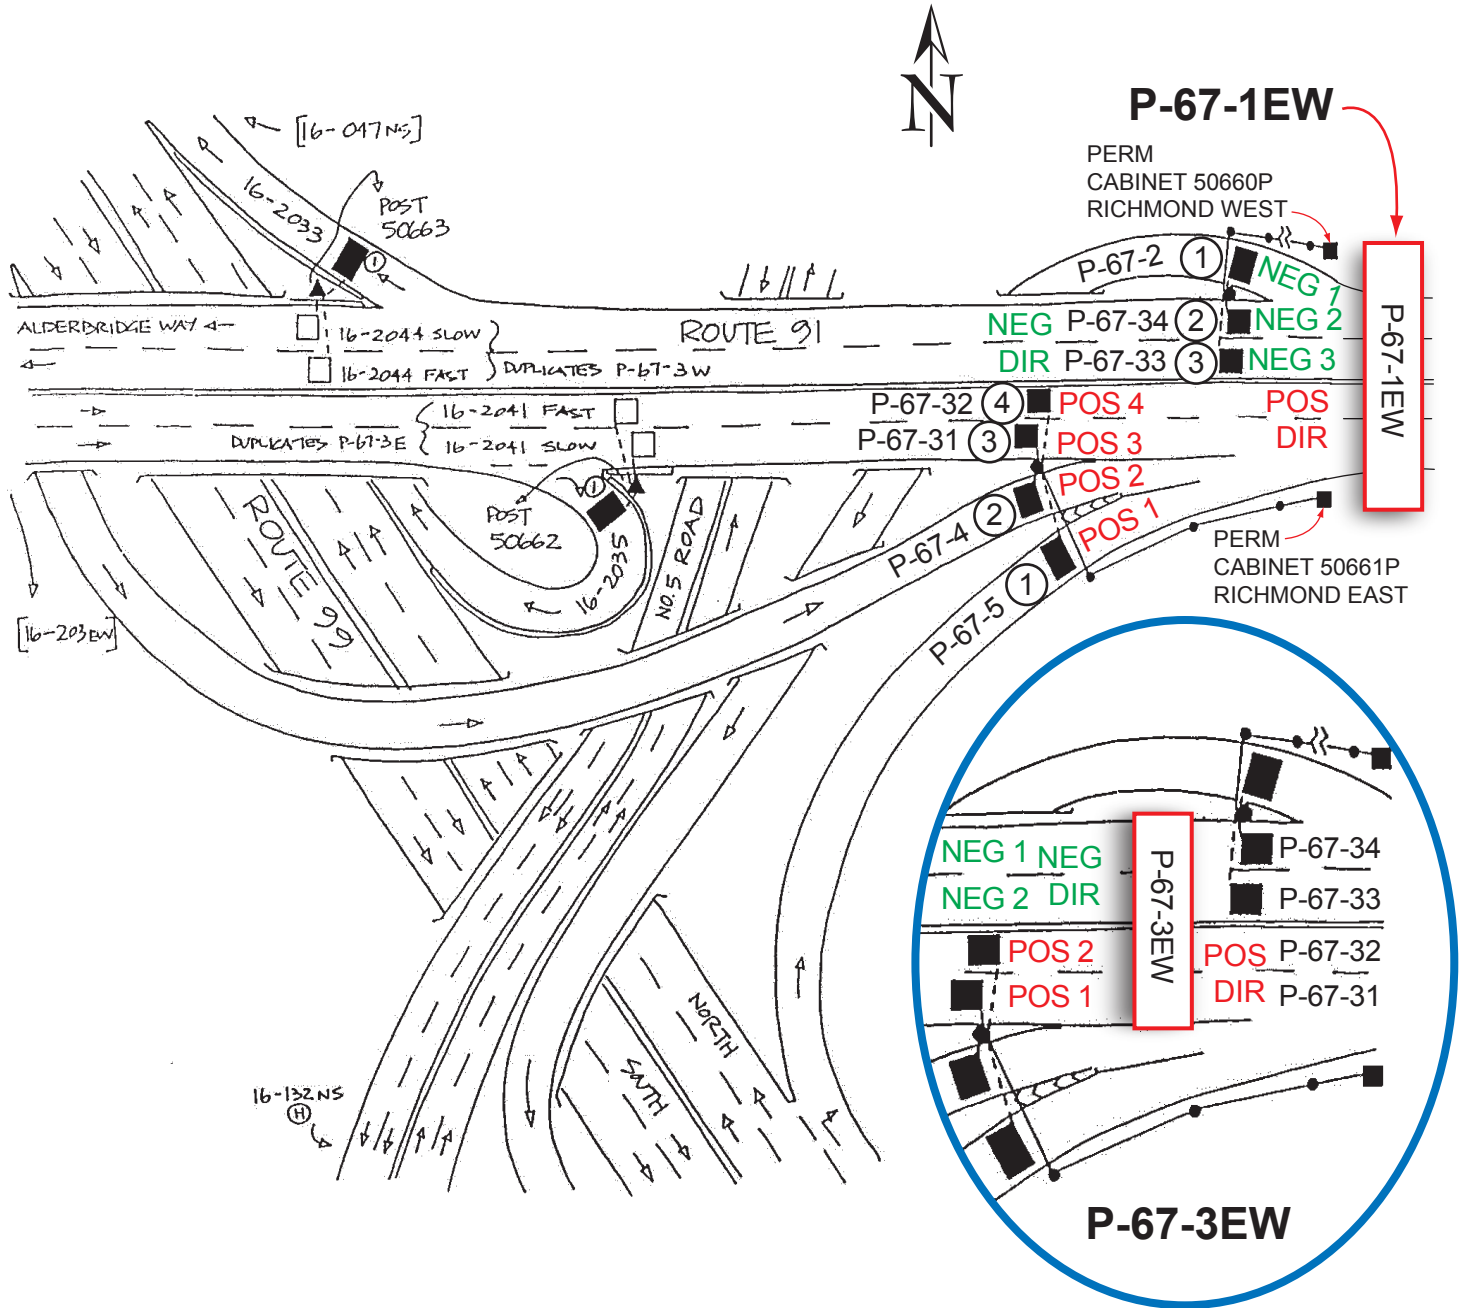 N
P-67-1EW
PERM
CABINET 50660P
RICHMOND WEST
[16-047NS]
16-2033
POST
50663
1
P-67-2 1 NEG 1
ALDERBRIDGE WAY
16-2044 SLOW
16-2044 FAST
DUPLICATES P-67-3W
ROUTE 91
NEG
DIR
P-67-34 2 NEG 2
P-67-33 3 NEG 3
P-67-1EW
P-67-32 4 POS 4
P-67-31 3 POS 3
POS
DIR
DUPLICATES P-67-3E
16-2041 FAST
16-2041 SLOW
1
POST
50662
ROUTE 99
16-2035
NO. 5 ROAD
P-67-4 2 POS 2
P-67-5 1 POS 1
PERM
CABINET 50661P
RICHMOND EAST
[16-203EW]
NEG 1
NEG 2
NEG
DIR
P-67-3EW
P-67-34
P-67-33
POS 2
POS 1
POS
DIR
P-67-32
P-67-31
NORTH
SOUTH
16-132NS
H
P-67-3EW